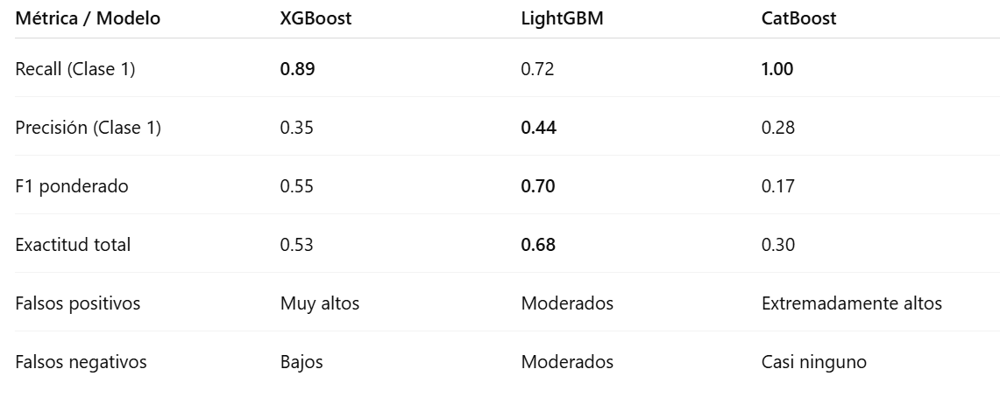 Métrica / Modelo XGBoost LightGBM CatBoost
Recall (Clase 1) 0.89 0.72 1.00
Precisión (Clase 1) 0.35 0.44 0.28
F1 ponderado 0.55 0.70 0.17
Exactitud total 0.53 0.68 0.30
Falsos positivos Muy altos Moderados Extremadamente altos
Falsos negativos Bajos Moderados Casi ninguno